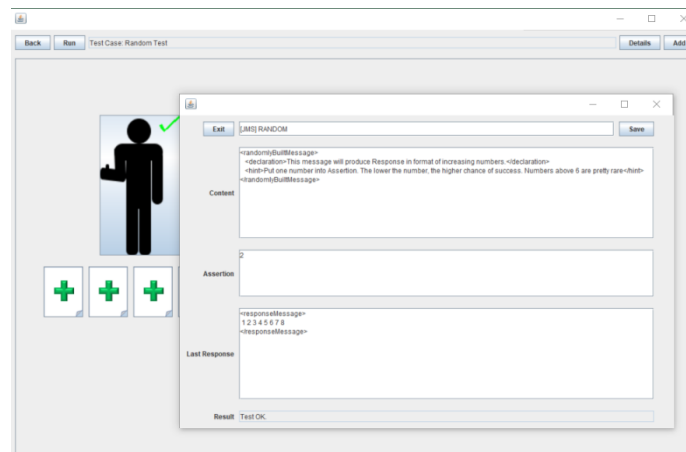 Back Run Test Case: Random Test Details Add
Exit [JMS] RANDOM Save
Content
<randomlyBuiltMessage>
<declaration>This message will produce Response in format of increasing numbers.</declaration>
<hint>Put one number into Assertion. The lower the number, the higher chance of success. Numbers above 6 are pretty rare</hint>
</randomlyBuiltMessage>
Assertion
2
Last Response
<responseMessage>
1 2 3 4 5 6 7 8
</responseMessage>
Result Test OK.